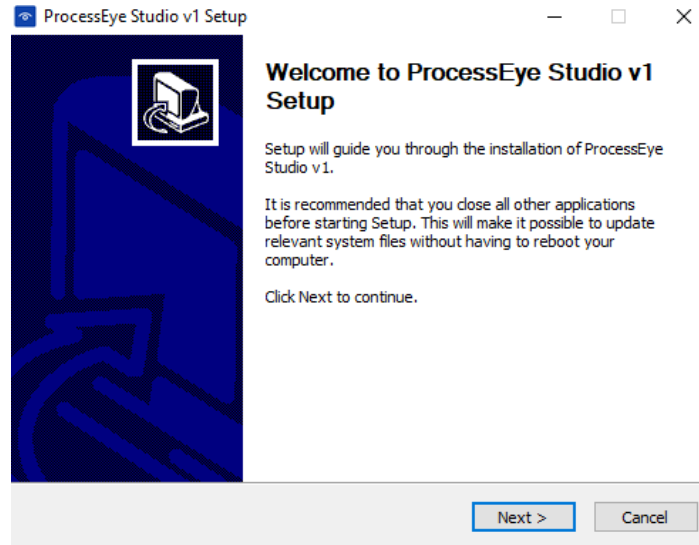 ProcessEye Studio v1 Setup
Welcome to ProcessEye Studio v1
Setup
Setup will guide you through the installation of ProcessEye
Studio v1.
It is recommended that you close all other applications
before starting Setup. This will make it possible to update
relevant system files without having to reboot your
computer.
Click Next to continue.
Next >
Cancel